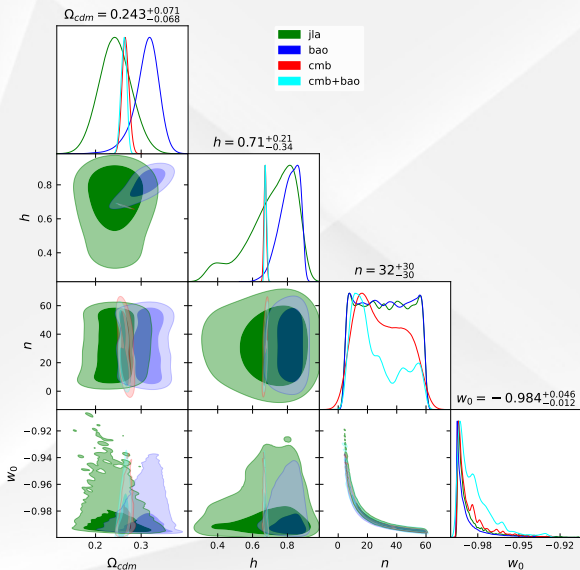 Ω_cdm = 0.243^{+0.071}_{−0.068}
jla
bao
cmb
cmb+bao
h = 0.71^{+0.21}_{−0.34}
0.8
h
0.6
0.4
n = 32^{+30}_{−30}
60
40
n
20
0
w_0 = −0.984^{+0.046}_{−0.012}
−0.92
−0.94
w_0
−0.96
−0.98
0.2 0.3 0.4 0.6 0.8 0 20 40 60 −0.98 −0.95 −0.92
Ω_cdm h n w_0